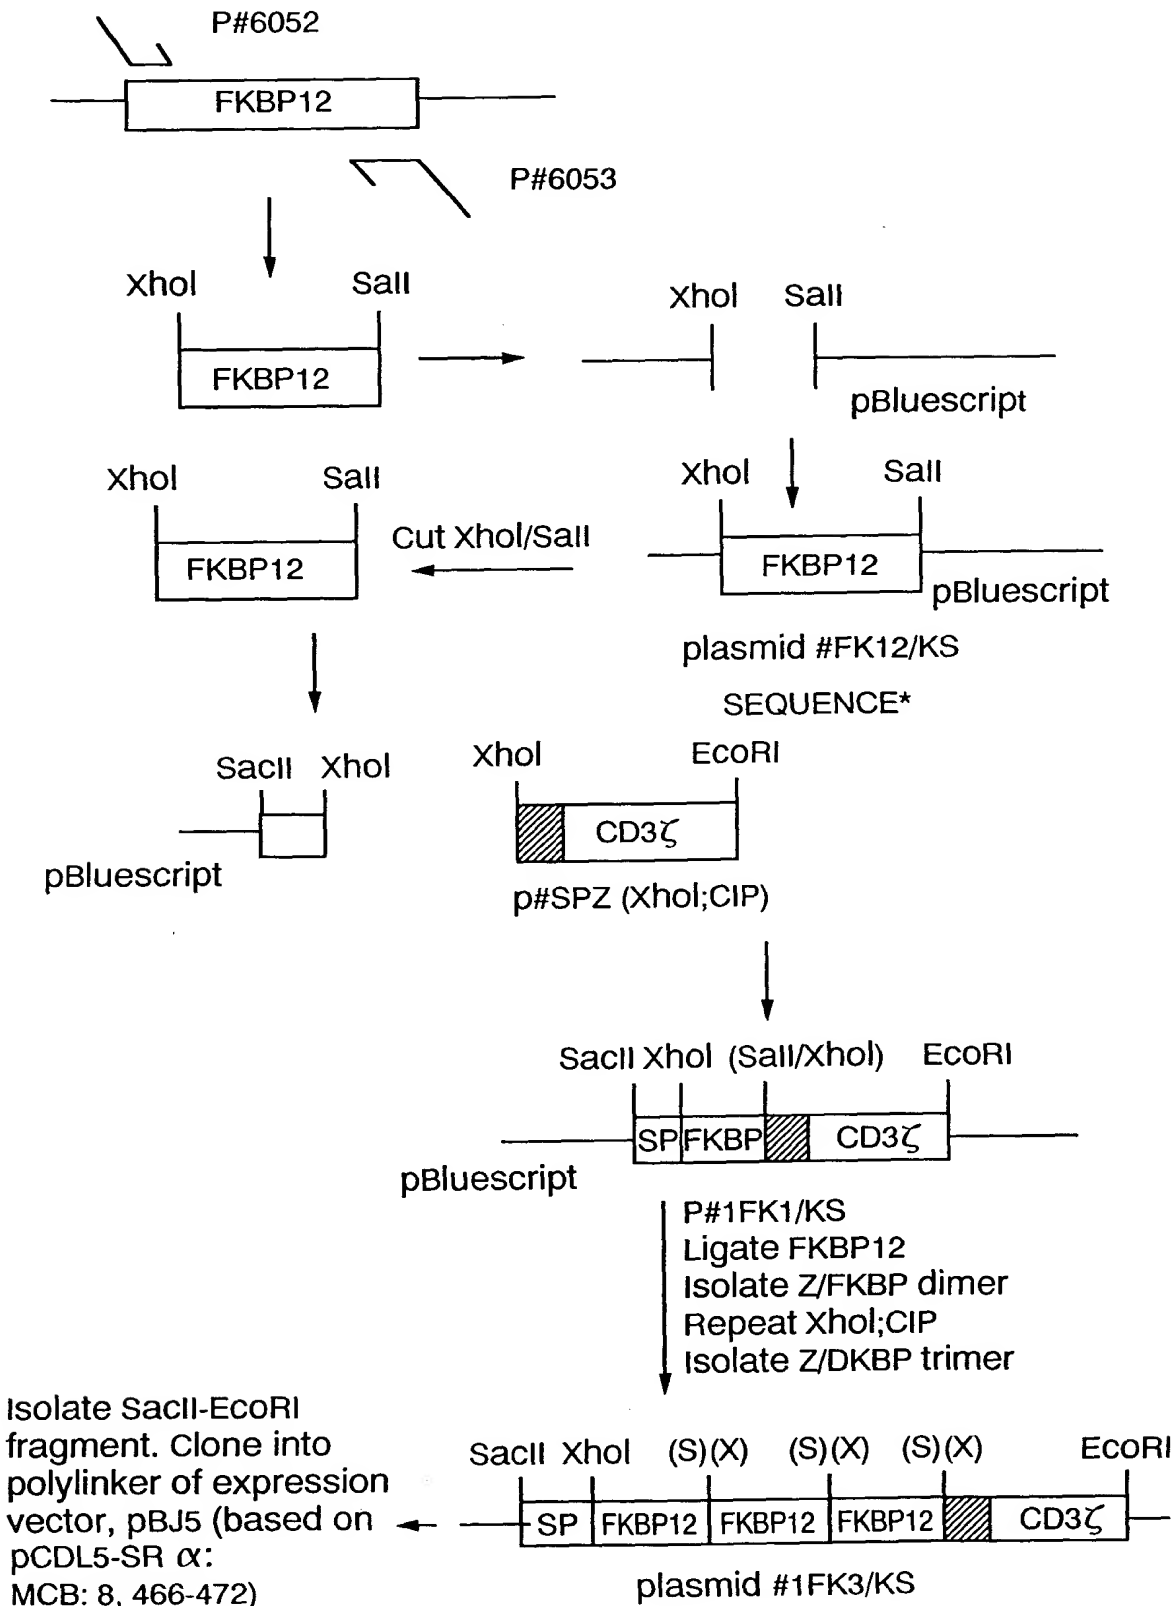 P#6052
FKBP12
P#6053
XhoI SalI
FKBP12
XhoI SalI
pBluescript
XhoI SalI
FKBP12
Cut XhoI/SalI
XhoI SalI
FKBP12
pBluescript
plasmid #FK12/KS
SEQUENCE*
SacII XhoI
pBluescript
XhoI EcoRI
CD3ζ
p#SPZ (XhoI;CIP)
SacII XhoI (SalI/XhoI) EcoRI
SP FKBP CD3ζ
pBluescript
P#1FK1/KS
Ligate FKBP12
Isolate Z/FKBP dimer
Repeat XhoI;CIP
Isolate Z/DKBP trimer
Isolate SacII-EcoRI
fragment. Clone into
polylinker of expression
vector, pBJ5 (based on
pCDL5-SR α:
MCB: 8, 466-472)
SacII XhoI (S)(X) (S)(X) (S)(X) EcoRI
SP FKBP12 FKBP12 FKBP12 CD3ζ
plasmid #1FK3/KS